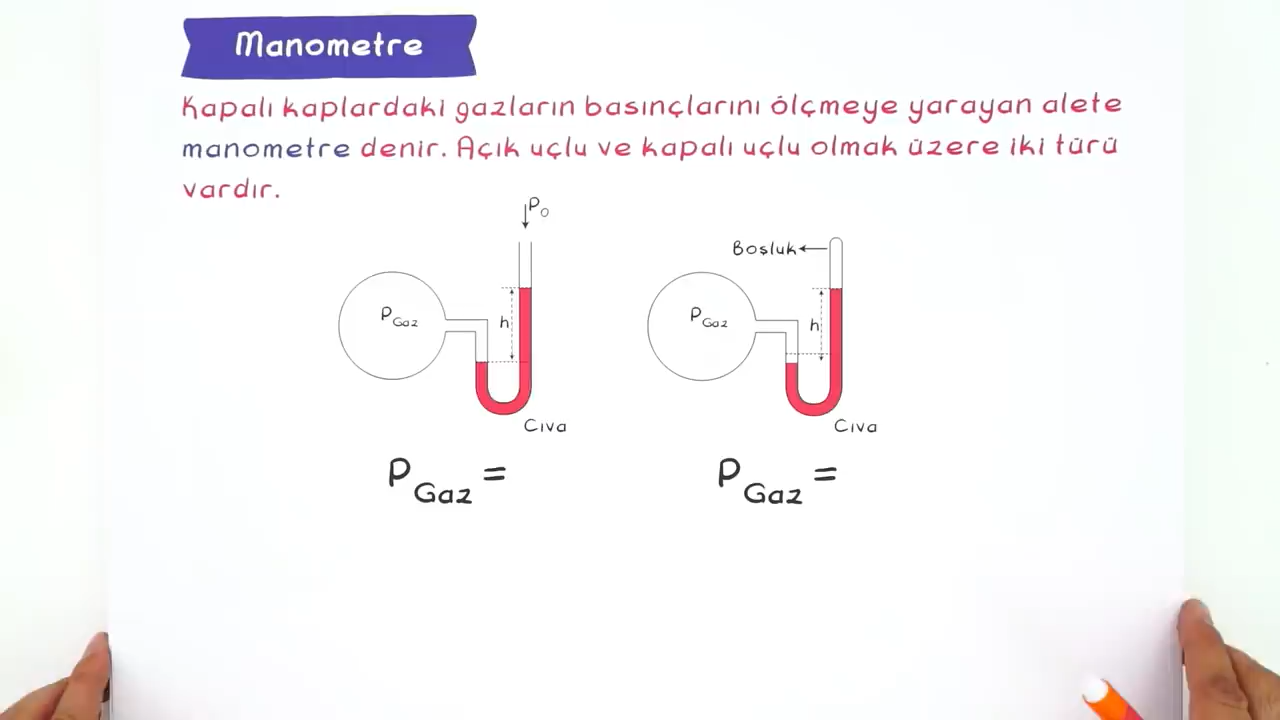 Manometre
Kapalı kaplardaki gazların basınçlarını ölçmeye yarayan alete
manometre denir. Açık uçlu ve kapalı uçlu olmak üzere iki türü
vardır.
P0
Boşluk
PGaz
h
PGaz
h
Cıva
Cıva
PGaz =
PGaz =